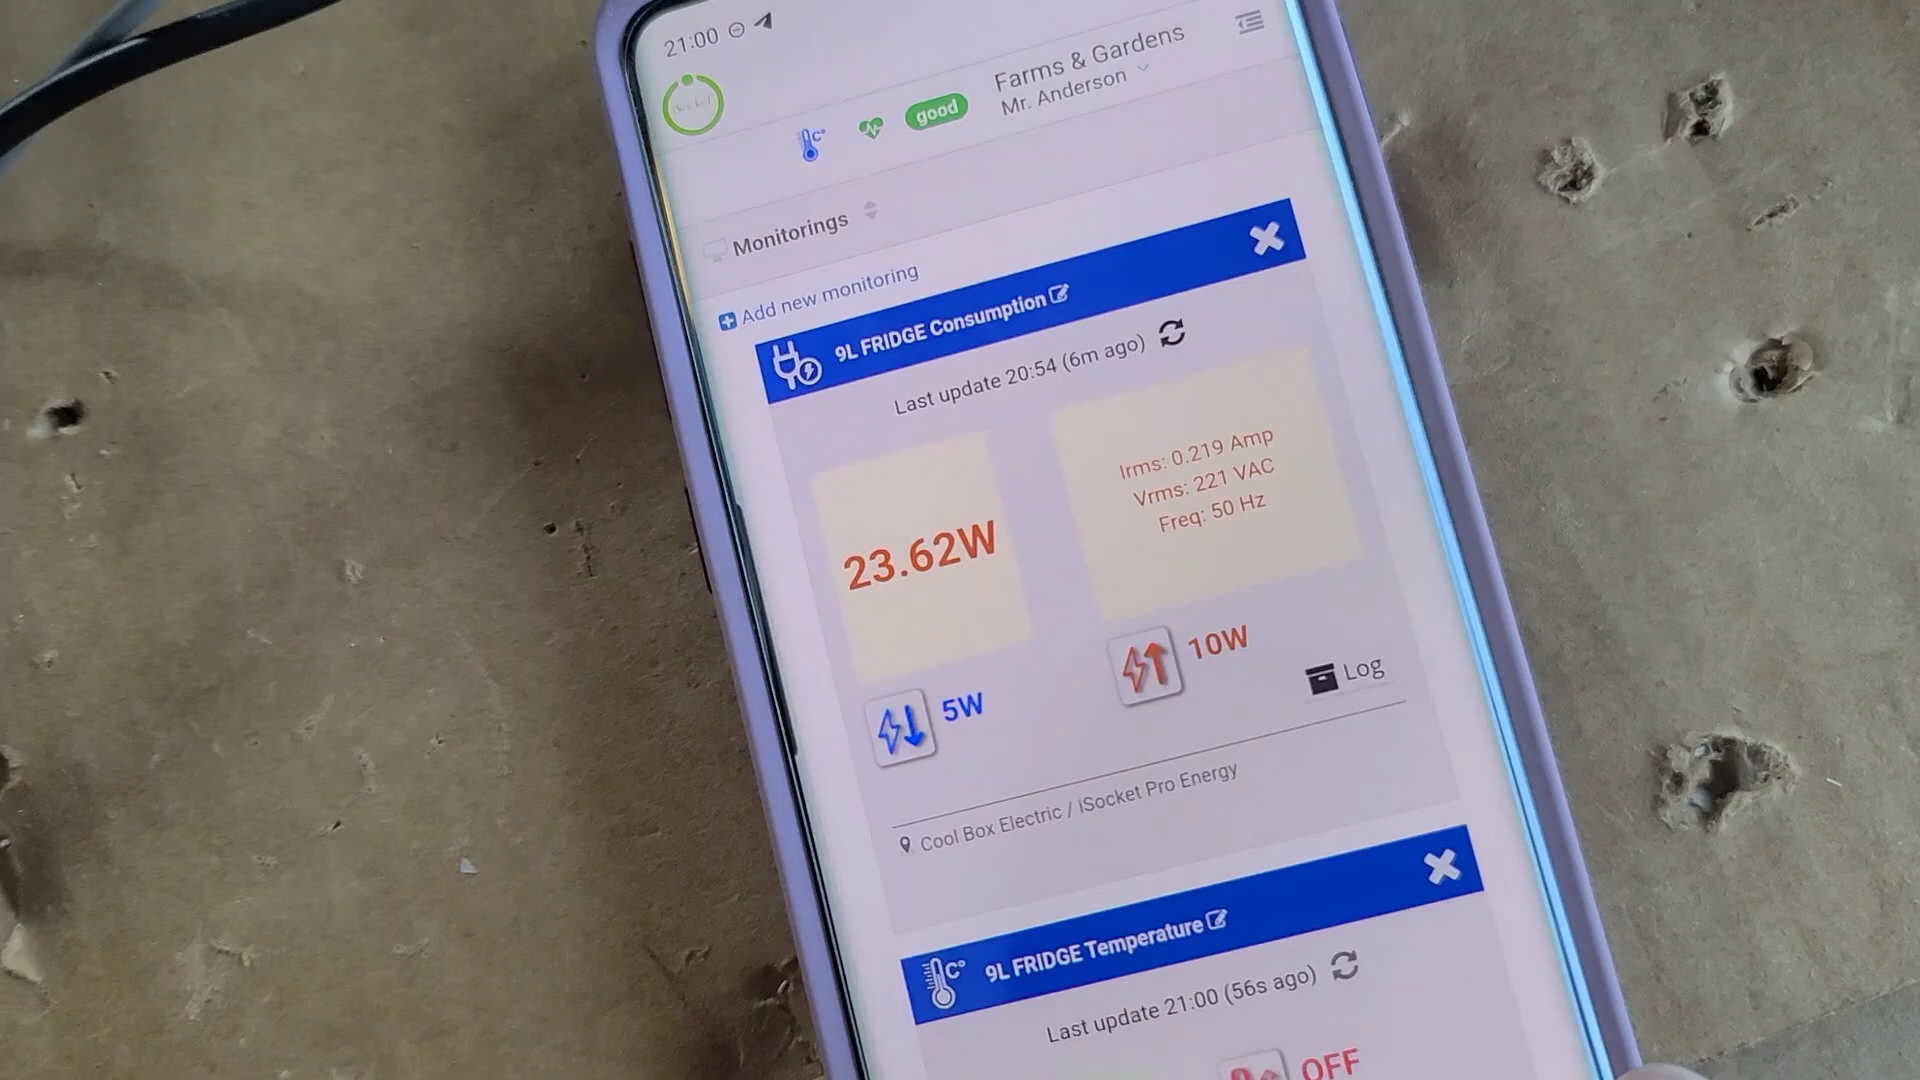 21:00
iSocket
C°
good
Farms & Gardens
Mr. Anderson
Monitorings
Add new monitoring
9L FRIDGE Consumption
Last update 20:54 (6m ago)
23.62W
Irms: 0.219 Amp
Vrms: 221 VAC
Freq: 50 Hz
5W
10W
Log
Cool Box Electric / iSocket Pro Energy
C°
9L FRIDGE Temperature
Last update 21:00 (56s ago)
OFF